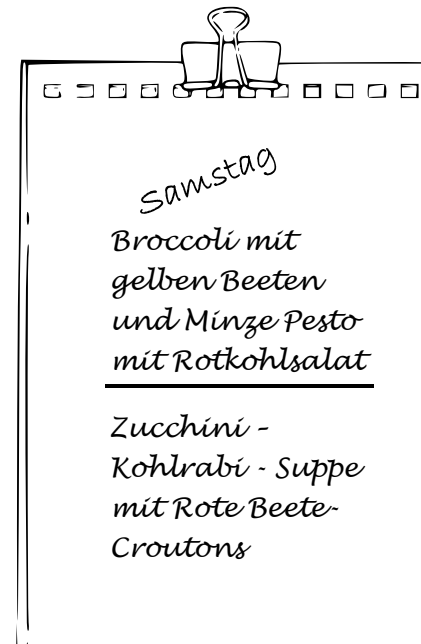 Samstag
Broccoli mit
gelben Beeten
und Minze Pesto
mit Rotkohlsalat
Zucchini –
Kohlrabi - Suppe
mit Rote Beete-
Croutons